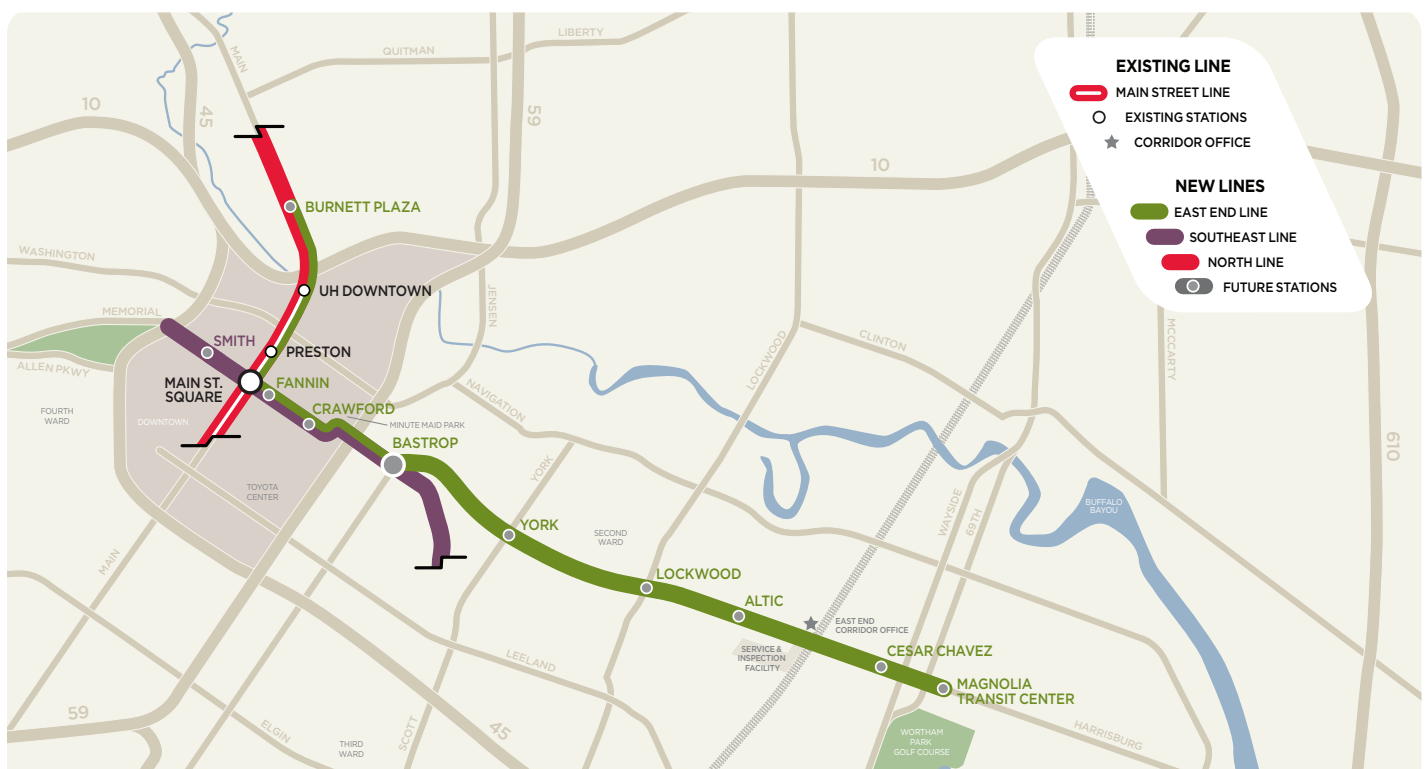 LIBERTY
QUITMAN
MAIN
10
45
59
10
EXISTING LINE
MAIN STREET LINE
EXISTING STATIONS
CORRIDOR OFFICE
NEW LINES
EAST END LINE
SOUTHEAST LINE
NORTH LINE
FUTURE STATIONS
BURNETT PLAZA
WASHINGTON
UH DOWNTOWN
JENSEN
MEMORIAL
SMITH
PRESTON
ALLEN PKWY
MAIN ST.
SQUARE
FANNIN
CRAWFORD
MINUTE MAID PARK
BASTROP
FOURTH
WARD
DOWNTOWN
NAVIGATION
LOCKWOOD
CLINTON
MCCARTY
610
TOYOTA
CENTER
YORK
YORK
SECOND
WARD
WAYSIDE
69TH
BUFFALO
BAYOU
MAIN
LOCKWOOD
ALTIC
EAST END
CORRIDOR OFFICE
SERVICE &
INSPECTION
FACILITY
CESAR CHAVEZ
MAGNOLIA
TRANSIT CENTER
LEELAND
59
ELGIN
THIRD
WARD
SCOTT
45
WORTHAM
PARK
GOLF COURSE
HARRISBURG